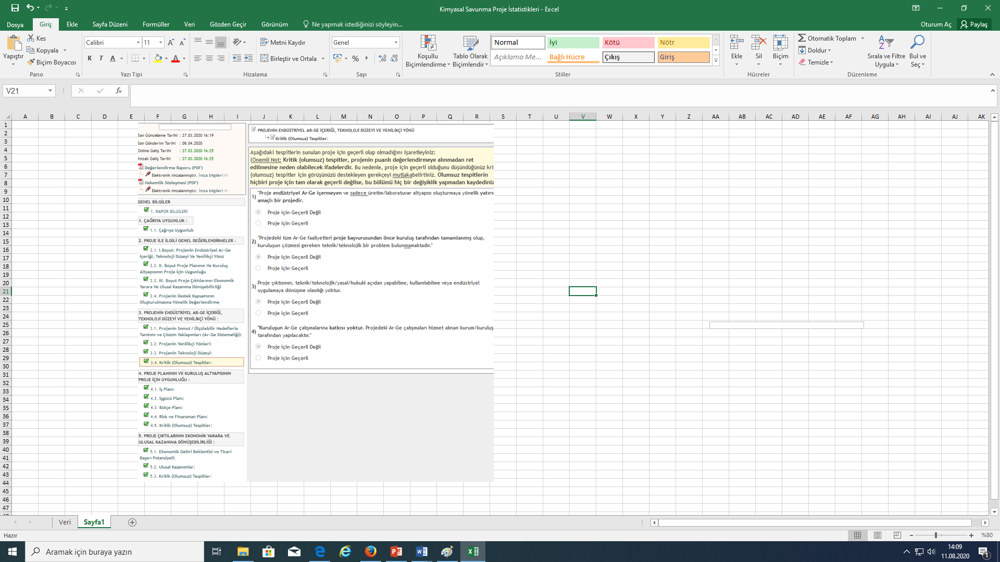 Kimyasal Savunma Proje İstatistikleri - Excel
Dosya Giriş Ekle Sayfa Düzeni Formüller Veri Gözden Geçir Görünüm Ne yapmak istediğinizi söyleyin... Oturum Aç Paylaş
Yapıştır
Kes
Kopyala
Biçim Boyacısı
Pano
Calibri 11
K T A
Yazı Tipi
Metni Kaydır
Birleştir ve Ortala
Hizalama
Genel
Sayı
Koşullu Biçimlendirme
Tablo Olarak Biçimlendir
Normal İyi Kötü Nötr
Açıklama Me... Bağlı Hücre Çıkış Giriş
Stiller
Ekle Sil Biçim
Hücreler
Otomatik Toplam
Doldur
Temizle
Sırala ve Filtre Uygula
Bul ve Seç
Düzenleme
V21
fx
A B C D E F G H I J K L M N O P Q R S T U V W X Y Z AA AB AC AD AE AF AG AH AI AJ AK
1
2
3
4
5
6
7
8
9
10
11
12
13
14
15
16
17
18
19
20
21
22
23
24
25
26
27
28
29
30
31
32
33
34
35
36
37
38
39
40
41
42
43
44
45
46
47
Son Güncelleme Tarihi : 27.03.2020 16:19
Son Gönderim Tarihi : 08.04.2020
Online Geliş Tarihi : 27.03.2020 16:25
İmzalı Geliş Tarihi : 27.03.2020 16:25
Değerlendirme Raporu (PDF)
Elektronik imzalanmıştır. İmza bilgileri
Hakemlik Sözleşmesi (PDF)
Elektronik imzalanmıştır. İmza bilgileri
GENEL BİLGİLER
1. RAPOR BİLGİLERİ
1. ÇAĞRIYA UYGUNLUK :
1.1. Çağrıya Uygunluk
2. PROJE İLE İLGİLİ GENEL DEĞERLENDİRMELER :
2.1. I.Boyut: Projenin Endüstriyel Ar-Ge
İçeriği, Teknoloji Düzeyi Ve Yenilikçi Yönü
2.2. II. Boyut Proje Planının Ve Kuruluş
Altyapısının Proje İçin Uygunluğu
2.3. III. Boyut Proje Çıktılarının Ekonomik
Yarara Ve Ulusal Kazanıma Dönüşebilirliği
2.4. Projenin Destek Kapsamının
Oluşturulmasına Yönelik Değerlendirme
3. PROJENİN ENDÜSTRİYEL AR-GE İÇERİĞİ,
TEKNOLOJİ DÜZEYİ VE YENİLİKÇİ YÖNÜ :
3.1. Projenin Somut / Ölçülebilir Hedeflerle
Tanıtımı ve Çözüm Yaklaşımları (Ar-Ge Sistematiği):
3.2. Projenin Yenilikçi Yönleri:
3.3. Projenin Teknoloji Düzeyi:
3.4. Kritik (Olumsuz) Tespitler:
4. PROJE PLANININ VE KURULUŞ ALTYAPISININ
PROJE İÇİN UYGUNLUĞU :
4.1. İş Planı:
4.2. İşgücü Planı:
4.3. Bütçe Planı:
4.4. Risk ve Finansman Planı:
4.5. Kritik (Olumsuz) Tespitler:
5. PROJE ÇIKTILARININ EKONOMİK YARARA VE
ULUSAL KAZANIMA DÖNÜŞEBİLİRLİĞİ :
5.1. Ekonomik Getiri Beklentisi ve Ticari
Başarı Potansiyeli:
5.2. Ulusal Kazanımlar:
5.3. Kritik (Olumsuz) Tespitler:
PROJENİN ENDÜSTRİYEL AR-GE İÇERİĞİ, TEKNOLOJİ DÜZEYİ VE YENİLİKÇİ YÖNÜ
Kritik (Olumsuz) Tespitler:
Aşağıdaki tespitlerin sunulan proje için geçerli olup olmadığını işaretleyiniz:
(Önemli Not: Kritik (olumsuz) tespitler, projenin puanlı değerlendirmeye alınmadan ret
edilmesine neden olabilecek ifadelerdir. Bu nedenle, proje için geçerli olduğunu düşündüğünüz kri
(olumsuz) tespitler için görüşünüzü destekleyen gerekçeyi mutlakabelirtiniz. Olumsuz tespitlerin
hiçbiri proje için tam olarak geçerli değilse, bu bölümü hiç bir değişiklik yapmadan kaydediniz
1) "Proje endüstriyel Ar-Ge içermeyen ve sadece üretim/laboratuvar altyapısı oluşturmaya yönelik yatırı
amaçlı bir projedir.
Proje için Geçerli Değil
Proje için Geçerli
2) "Projedeki tüm Ar-Ge faaliyetleri proje başvurusundan önce kuruluş tarafından tamamlanmış olup,
kuruluşun çözmesi gereken teknik/teknolojik bir problem bulunmamaktadır."
Proje için Geçerli Değil
Proje için Geçerli
3) Proje çıktısının, teknik/teknolojik/yasal/hukuki açıdan yapabilme, kullanılabilme veya endüstriyel
uygulamaya dönüşme olasılığı yoktur.
Proje için Geçerli Değil
Proje için Geçerli
4) "Kuruluşun Ar-Ge çalışmalarına katkısı yoktur. Projedeki Ar-Ge çalışmaları hizmet alınan kurum/kuruluş
tarafından yapılacaktır."
Proje için Geçerli Değil
Proje için Geçerli
Veri Sayfa1
Hazır %80
Aramak için buraya yazın
14:09
11.08.2020
1